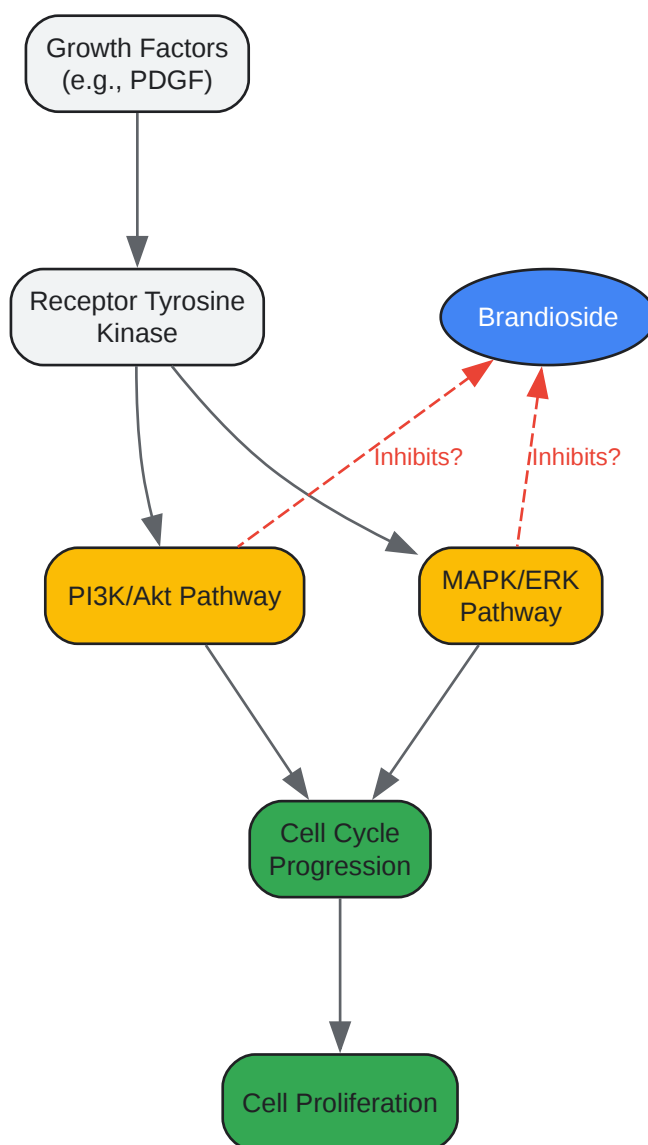 Growth Factors
(e.g., PDGF)
Receptor Tyrosine
Kinase
Brandioside
Inhibits?
Inhibits?
PI3K/Akt Pathway
MAPK/ERK
Pathway
Cell Cycle
Progression
Cell Proliferation